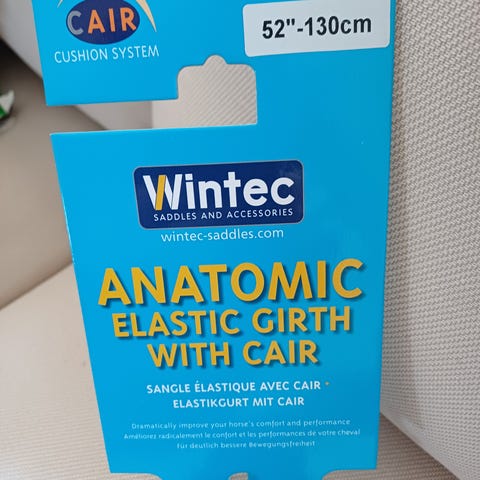 CAIR
CUSHION SYSTEM
52"-130cm
Wintec
SADDLES AND ACCESSORIES
wintec-saddles.com
ANATOMIC
ELASTIC GIRTH
WITH CAIR
SANGLE ÉLASTIQUE AVEC CAIR •
ELASTIKGURT MIT CAIR
Dramatically improve your horse's comfort and performance
Améliorez radicalement le confort et les performances de votre cheval
für deutlich bessere Bewegungsfreiheit